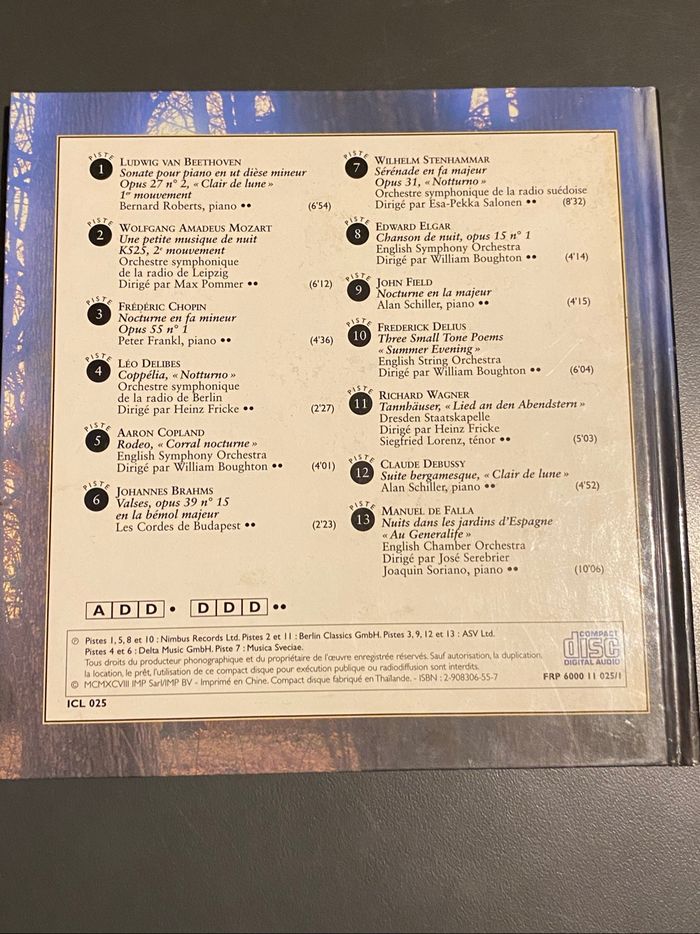 PISTE
1
LUDWIG VAN BEETHOVEN
Sonate pour piano en ut dièse mineur
Opus 27 n° 2, « Clair de lune »
1er mouvement
Bernard Roberts, piano •• (6'54)
PISTE
2
WOLFGANG AMADEUS MOZART
Une petite musique de nuit
K525, 2e mouvement
Orchestre symphonique
de la radio de Leipzig
Dirigé par Max Pommer •• (6'12)
PISTE
3
FRÉDÉRIC CHOPIN
Nocturne en fa mineur
Opus 55 n° 1
Peter Frankl, piano •• (4'36)
PISTE
4
LÉO DELIBES
Coppélia, « Notturno »
Orchestre symphonique
de la radio de Berlin
Dirigé par Heinz Fricke •• (2'27)
PISTE
5
AARON COPLAND
Rodeo, « Corral nocturne »
English Symphony Orchestra
Dirigé par William Boughton •• (4'01)
PISTE
6
JOHANNES BRAHMS
Valses, opus 39 n° 15
en la bémol majeur
Les Cordes de Budapest •• (2'23)
PISTE
7
WILHELM STENHAMMAR
Sérénade en fa majeur
Opus 31, « Notturno »
Orchestre symphonique de la radio suédoise
Dirigé par Esa-Pekka Salonen •• (8'32)
PISTE
8
EDWARD ELGAR
Chanson de nuit, opus 15 n° 1
English Symphony Orchestra
Dirigé par William Boughton •• (4'14)
PISTE
9
JOHN FIELD
Nocturne en la majeur
Alan Schiller, piano •• (4'15)
PISTE
10
FREDERICK DELIUS
Three Small Tone Poems
« Summer Evening »
English String Orchestra
Dirigé par William Boughton •• (6'04)
PISTE
11
RICHARD WAGNER
Tannhäuser, « Lied an den Abendstern »
Dresden Staatskapelle
Dirigé par Heinz Fricke
Siegfried Lorenz, ténor •• (5'03)
PISTE
12
CLAUDE DEBUSSY
Suite bergamesque, « Clair de lune »
Alan Schiller, piano •• (4'52)
PISTE
13
MANUEL DE FALLA
Nuits dans les jardins d'Espagne
« Au Generalife »
English Chamber Orchestra
Dirigé par José Serebrier
Joaquin Soriano, piano •• (10'06)
A D D • D D D ••
℗ Pistes 1, 5, 8 et 10 : Nimbus Records Ltd. Pistes 2 et 11 : Berlin Classics GmbH. Pistes 3, 9, 12 et 13 : ASV Ltd.
Pistes 4 et 6 : Delta Music GmbH. Piste 7 : Musica Sveciae.
Tous droits du producteur phonographique et du propriétaire de l'œuvre enregistrée réservés. Sauf autorisation, la duplication,
la location, le prêt, l'utilisation de ce compact disque pour exécution publique ou radiodiffusion sont interdits.
© MCMXCVIII IMP Sarl/IMP BV - Imprimé en Chine. Compact disque fabriqué en Thaïlande. - ISBN : 2-908306-55-7
COMPACT
disc
DIGITAL AUDIO
FRP 6000 11 025/1
ICL 025